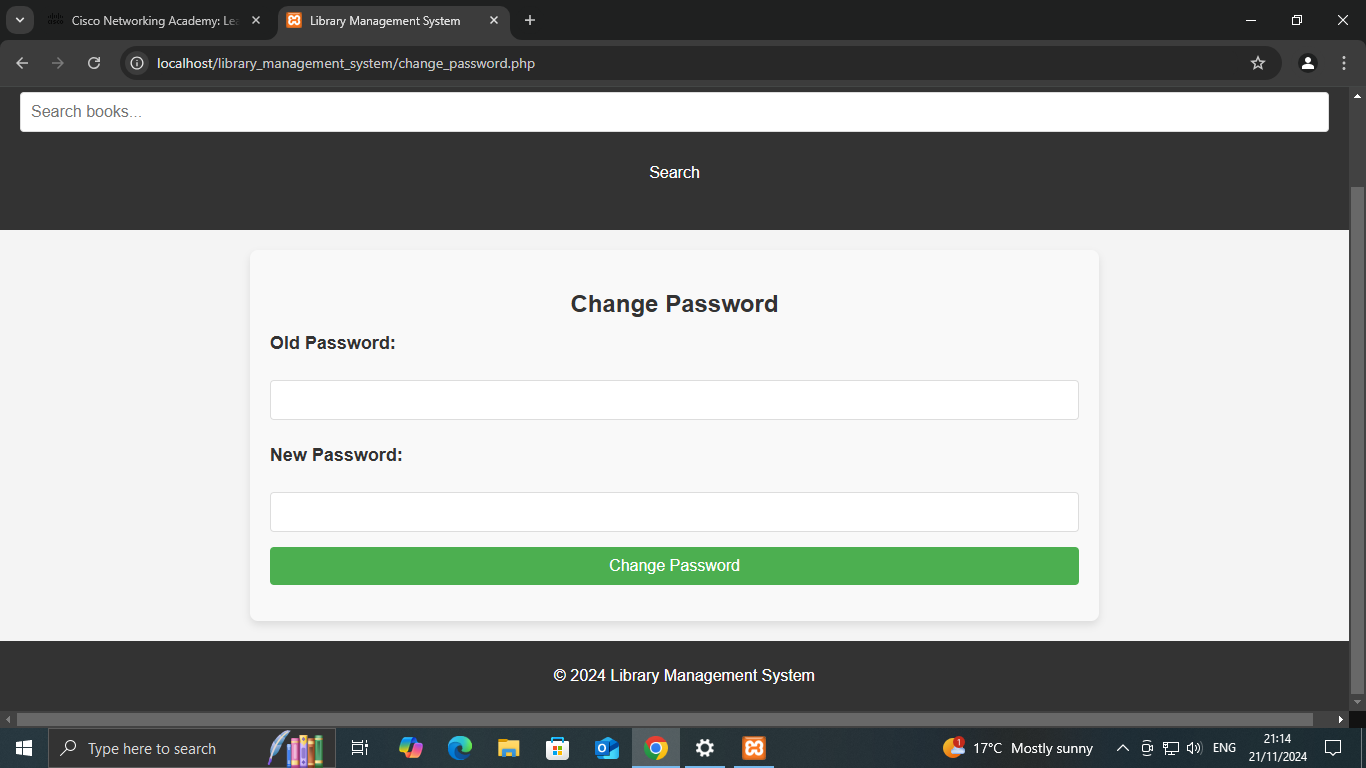 Cisco Networking Academy: Lea
Library Management System
localhost/library_management_system/change_password.php
Search books...
Search
Change Password
Old Password:
New Password:
Change Password
© 2024 Library Management System
Type here to search
1
17°C Mostly sunny
ENG
21:14
21/11/2024